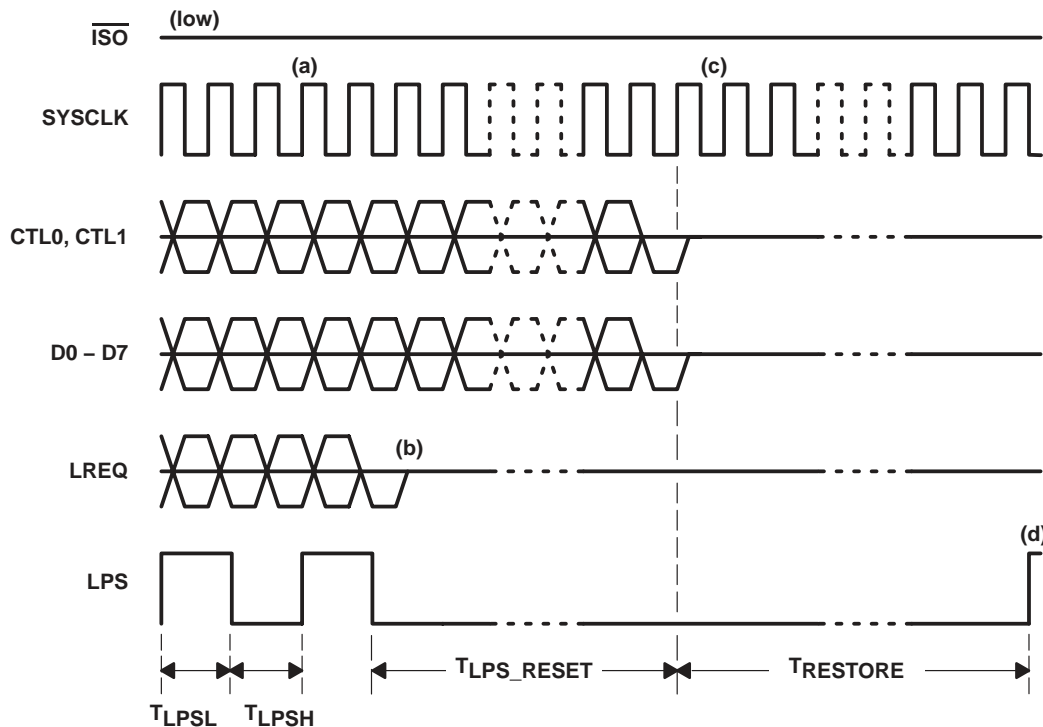 ISO
(low)
(a)
(c)
SYSCLK
CTL0, CTL1
D0 – D7
LREQ
(b)
LPS
(d)
TLPSL
TLPSH
TLPS_RESET
TRESTORE